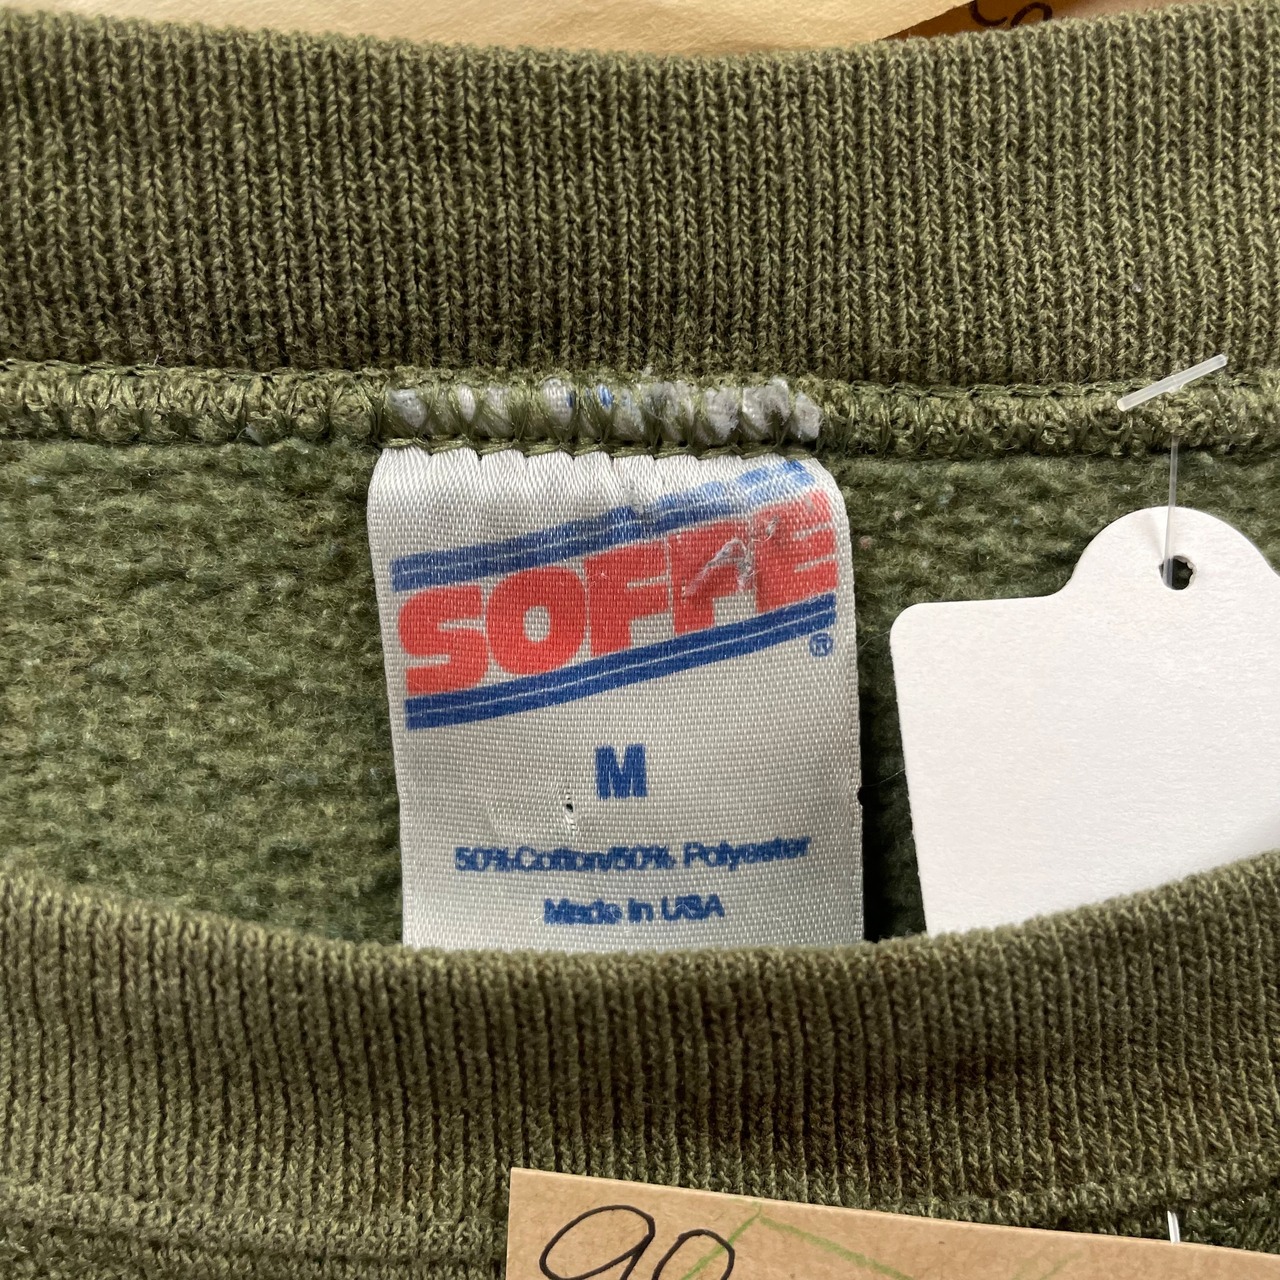 SOFFE
®
M
50% Cotton/50% Polyester
Made in USA
90